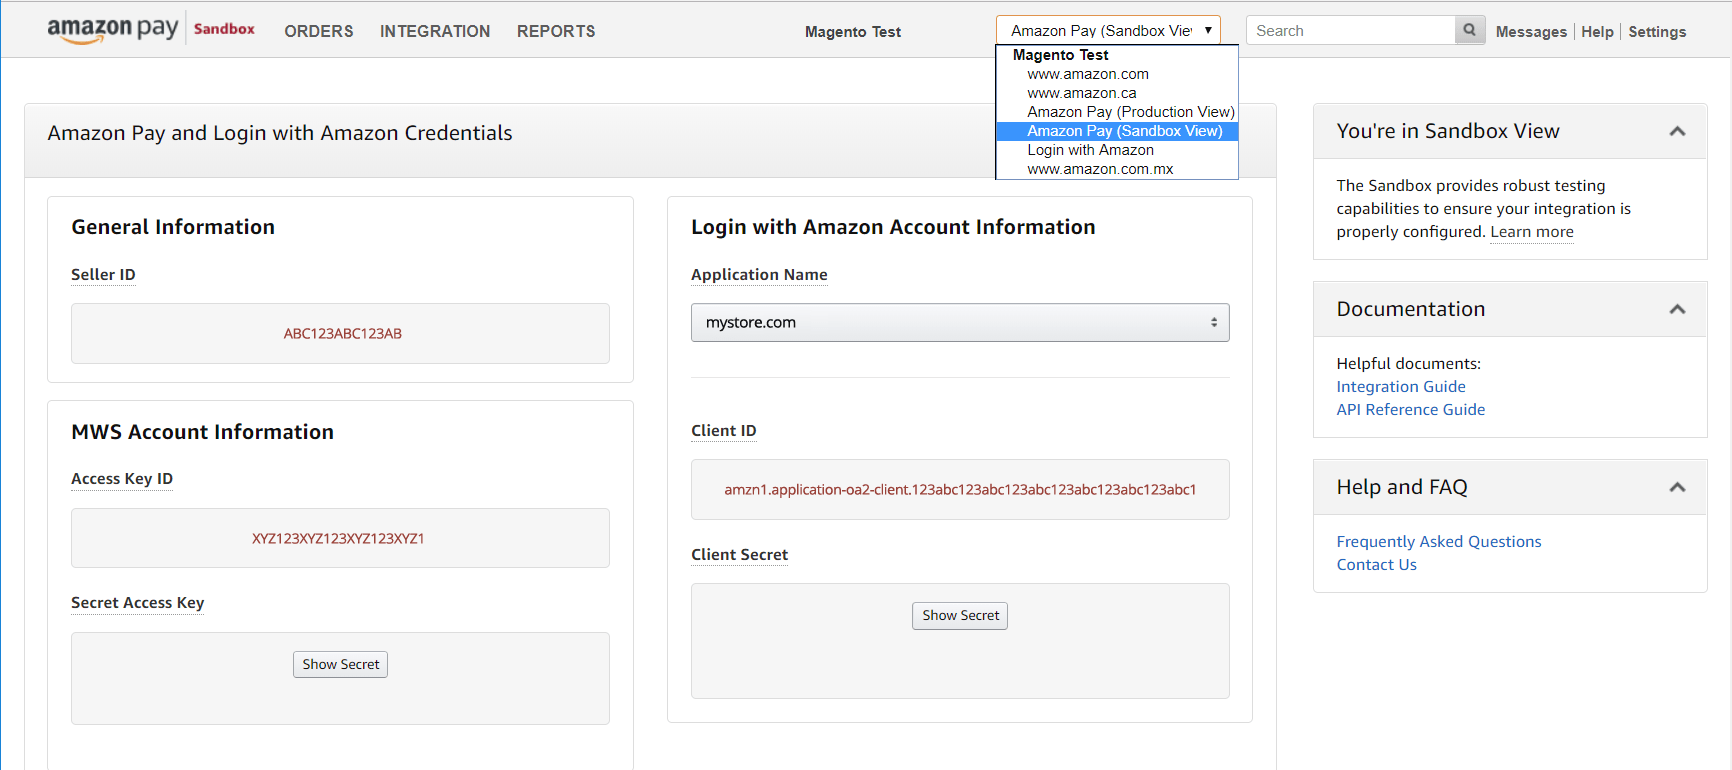 amazon pay Sandbox ORDERS INTEGRATION REPORTS Magento Test Amazon Pay (Sandbox Vie Search Messages Help Settings
Magento Test
www.amazon.com
www.amazon.ca
Amazon Pay (Production View)
Amazon Pay (Sandbox View)
Login with Amazon
www.amazon.com.mx
Amazon Pay and Login with Amazon Credentials
General Information
Seller ID
ABC123ABC123AB
MWS Account Information
Access Key ID
XYZ123XYZ123XYZ123XYZ1
Secret Access Key
Show Secret
Login with Amazon Account Information
Application Name
mystore.com
Client ID
amzn1.application-oa2-client.123abc123abc123abc123abc123abc123abc1
Client Secret
Show Secret
You're in Sandbox View
The Sandbox provides robust testing
capabilities to ensure your integration is
properly configured. Learn more
Documentation
Helpful documents:
Integration Guide
API Reference Guide
Help and FAQ
Frequently Asked Questions
Contact Us